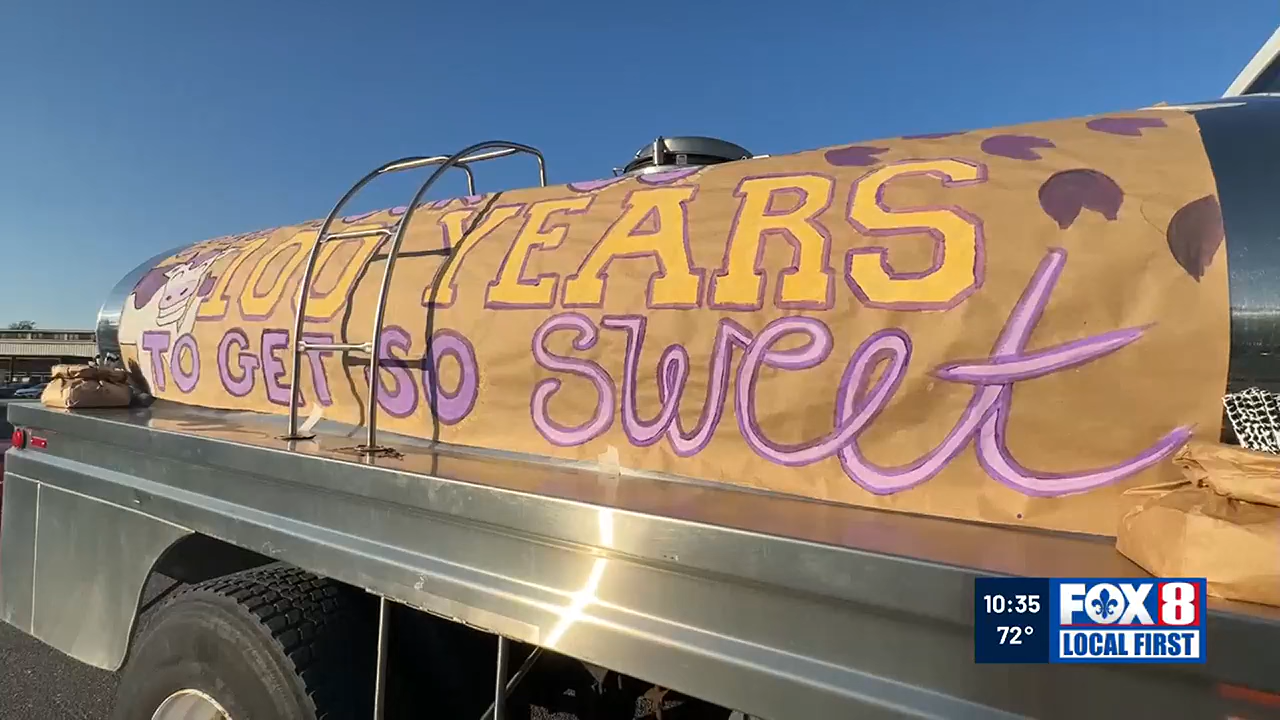 100 YEARS
TO GET SO sweet
10:35
72°
FOX 8
LOCAL FIRST